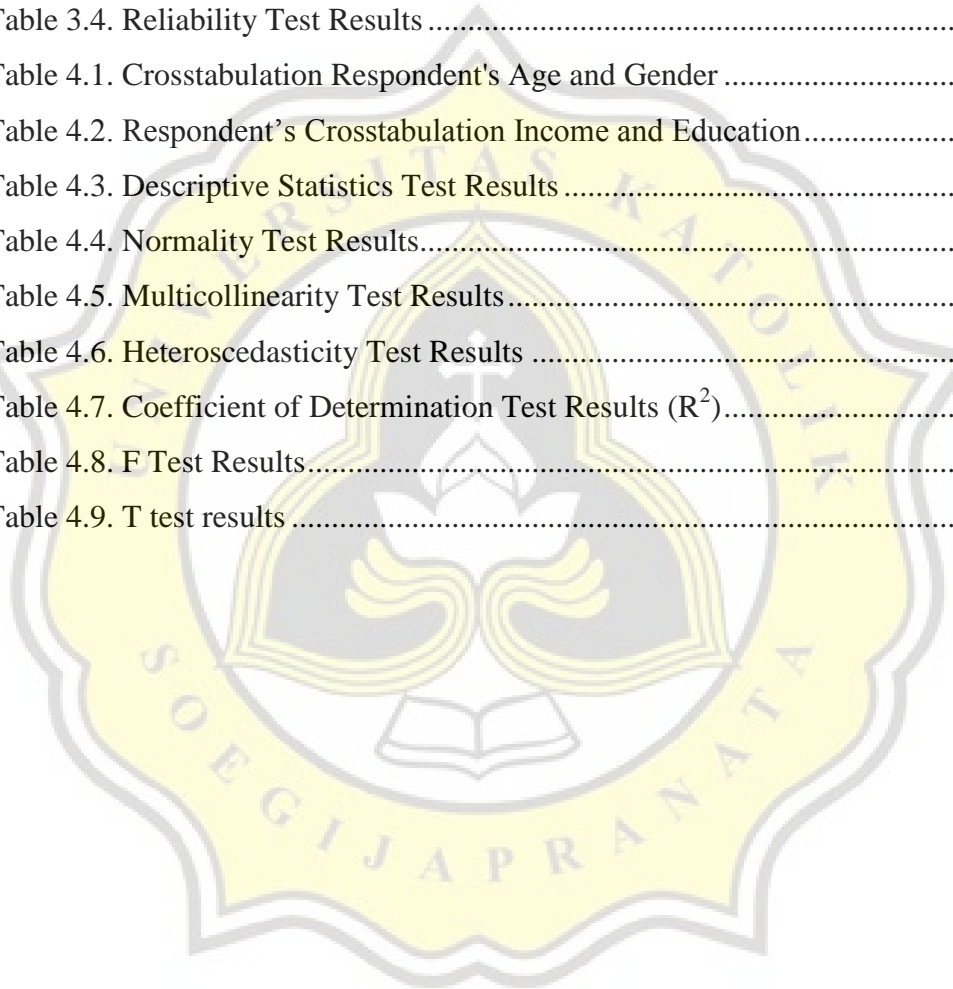 Table 3.4. Reliability Test Results ....................................................................
Table 4.1. Crosstabulation Respondent's Age and Gender ..............................
Table 4.2. Respondent’s Crosstabulation Income and Education...................
Table 4.3. Descriptive Statistics Test Results ..................................................
Table 4.4. Normality Test Results.....................................................................
Table 4.5. Multicollinearity Test Results..........................................................
Table 4.6. Heteroscedasticity Test Results .......................................................
Table 4.7. Coefficient of Determination Test Results (R²)..............................
Table 4.8. F Test Results....................................................................................
Table 4.9. T test results ......................................................................................
UNIVERSITAS KATOLIK
SOEGIJAPRANATA